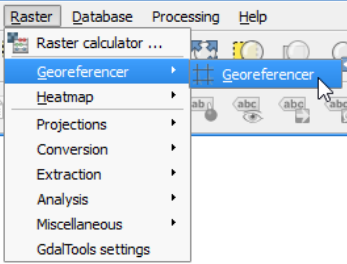 Raster Database Processing Help
Raster calculator ...
Georeferencer Georeferencer
Heatmap
Projections
Conversion
Extraction
Analysis
Miscellaneous
GdalTools settings
ab abc abc abc